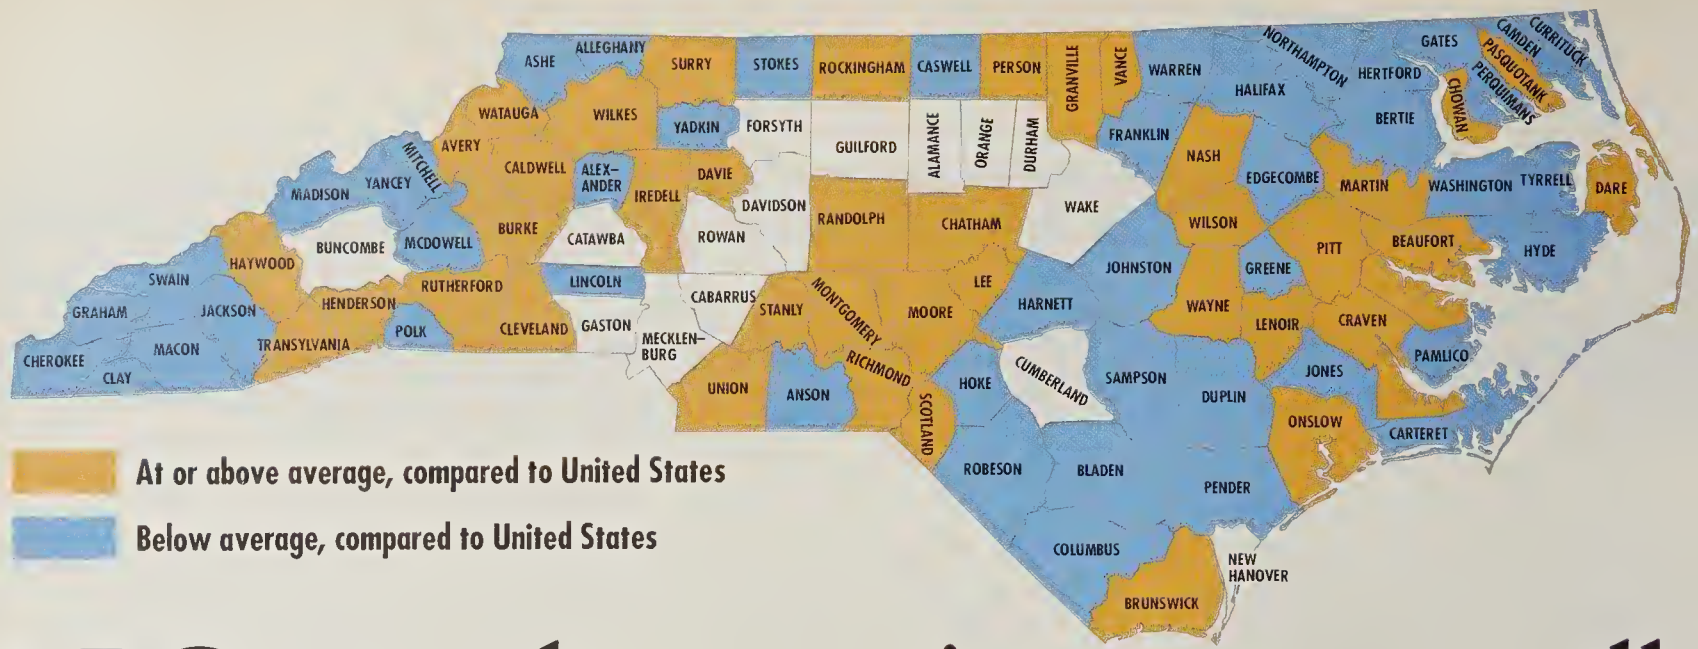 ASHE
ALLEGHANY
SURRY
STOKES
ROCKINGHAM
CASWELL
PERSON
GRANVILLE
VANCE
WARREN
NORTHAMPTON
HALIFAX
HERTFORD
GATES
CAMDEN
CURRITUCK
PASQUOTANK
PERQUIMANS
CHOWAN
BERTIE
WATAUGA
WILKES
YADKIN
FORSYTH
GUILFORD
ALAMANCE
ORANGE
DURHAM
FRANKLIN
NASH
EDGECOMBE
MARTIN
WASHINGTON
TYRRELL
DARE
AVERY
MITCHELL
YANCEY
MADISON
CALDWELL
ALEX–
ANDER
IREDELL
DAVIE
DAVIDSON
RANDOLPH
CHATHAM
WAKE
WILSON
PITT
BEAUFORT
HYDE
BUNCOMBE
MCDOWELL
BURKE
CATAWBA
ROWAN
HAYWOOD
SWAIN
GRAHAM
JACKSON
HENDERSON
RUTHERFORD
LINCOLN
CABARRUS
STANLY
MONTGOMERY
MOORE
LEE
HARNETT
JOHNSTON
WAYNE
GREENE
LENOIR
CRAVEN
PAMLICO
CHEROKEE
MACON
CLAY
TRANSYLVANIA
POLK
CLEVELAND
GASTON
MECKLEN–
BURG
UNION
ANSON
RICHMOND
SCOTLAND
HOKE
CUMBERLAND
SAMPSON
DUPLIN
JONES
ONSLOW
CARTERET
ROBESON
BLADEN
PENDER
COLUMBUS
BRUNSWICK
NEW
HANOVER
At or above average, compared to United States
Below average, compared to United States